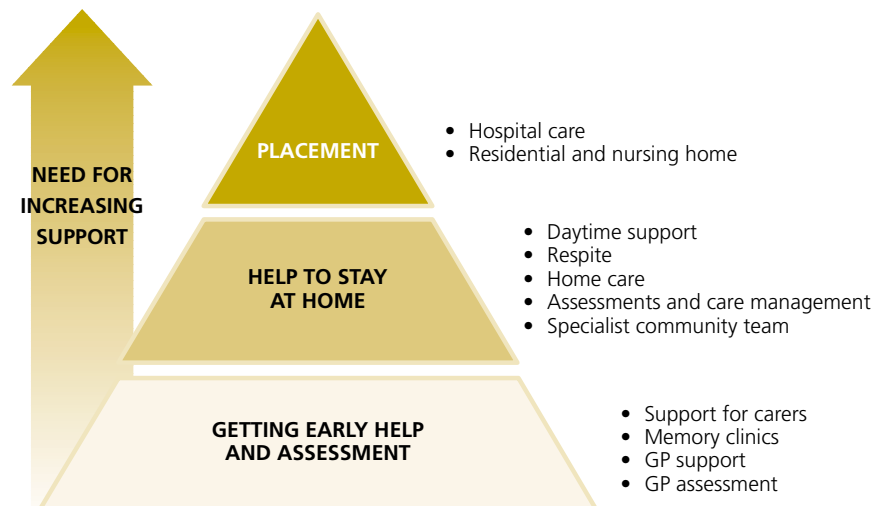 NEED FOR
INCREASING
SUPPORT
PLACEMENT
• Hospital care
• Residential and nursing home
HELP TO STAY
AT HOME
• Daytime support
• Respite
• Home care
• Assessments and care management
• Specialist community team
GETTING EARLY HELP
AND ASSESSMENT
• Support for carers
• Memory clinics
• GP support
• GP assessment